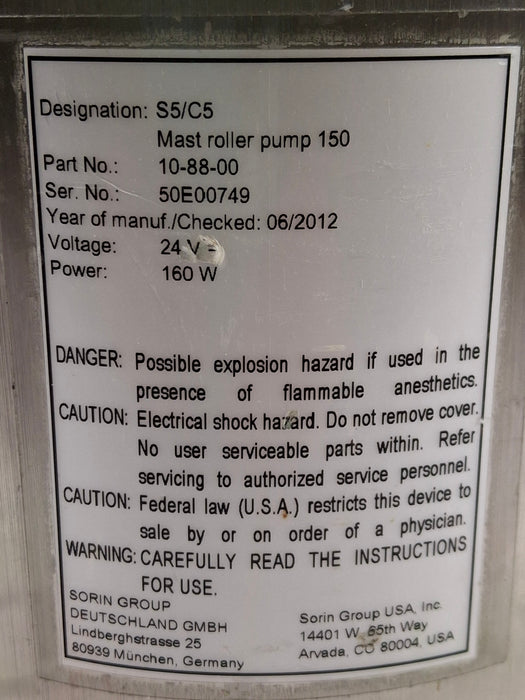 Designation: S5/C5
Mast roller pump 150
Part No.: 10-88-00
Ser. No.: 50E00749
Year of manuf./Checked: 06/2012
Voltage: 24 V
Power: 160 W
DANGER: Possible explosion hazard if used in the
presence of flammable anesthetics.
CAUTION: Electrical shock hazard. Do not remove cover.
No user serviceable parts within. Refer
servicing to authorized service personnel.
CAUTION: Federal law (U.S.A.) restricts this device to
sale by or on order of a physician.
WARNING: CAREFULLY READ THE INSTRUCTIONS
FOR USE.
SORIN GROUP
DEUTSCHLAND GMBH
Lindberghstrasse 25
80939 München, Germany
Sorin Group USA, Inc.
14401 W. 65th Way
Arvada, CO 80004, USA